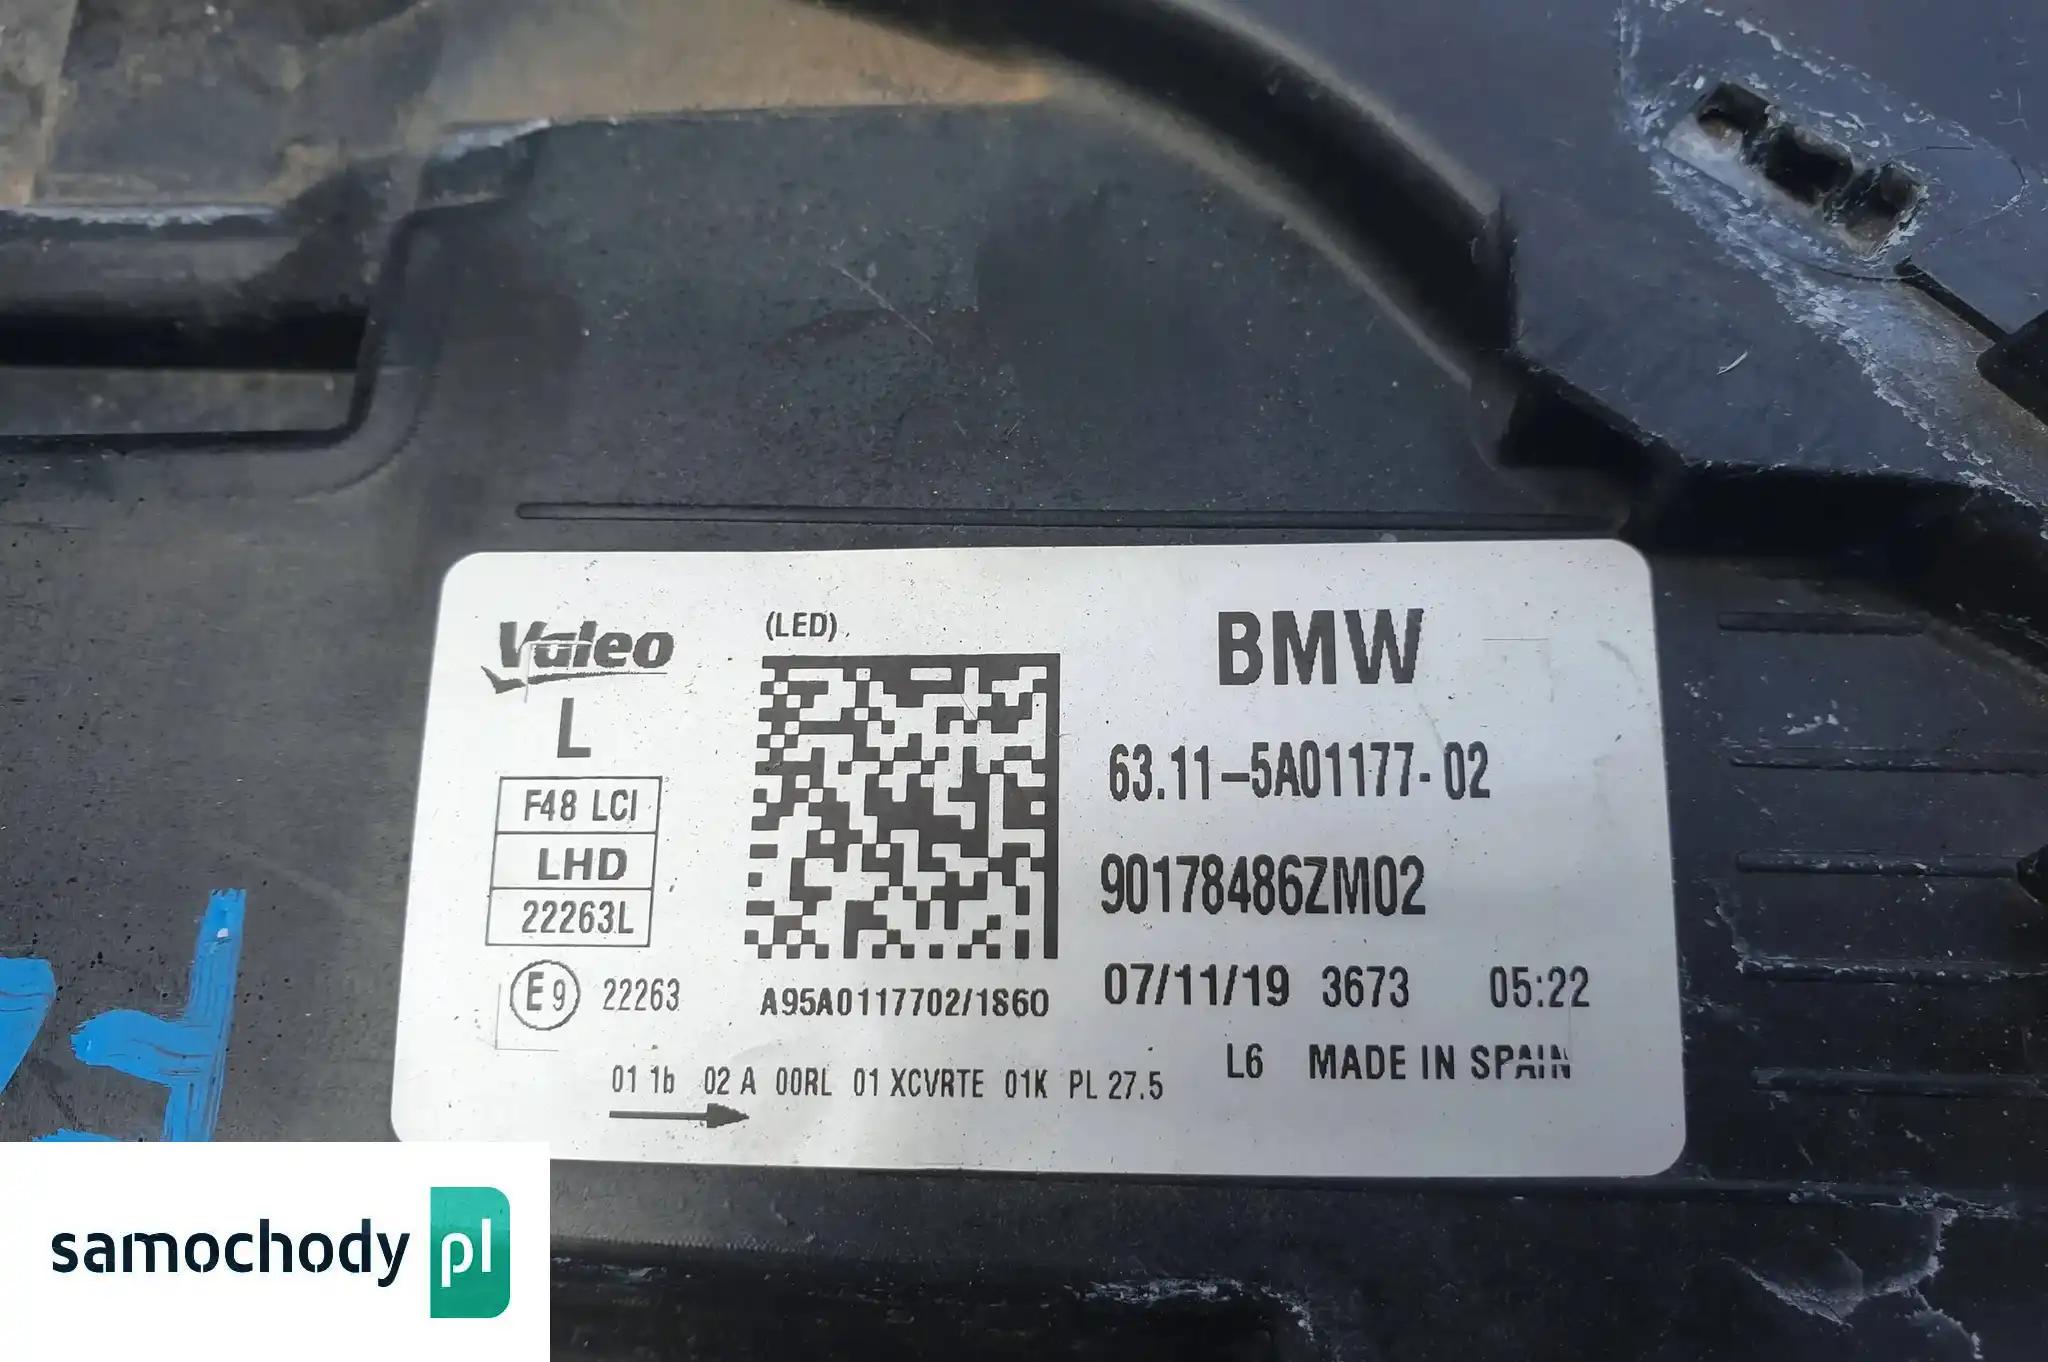 Valeo
(LED)
BMW
L
63.11-5A01177-02
F48 LCI
LHD
22263L
90178486ZM02
E9 22263
A95A0117702/1860
07/11/19 3673 05:22
L6 MADE IN SPAIN
01 1b 02 A 00RL 01 XCVRTE 01K PL 27.5
samochody pl